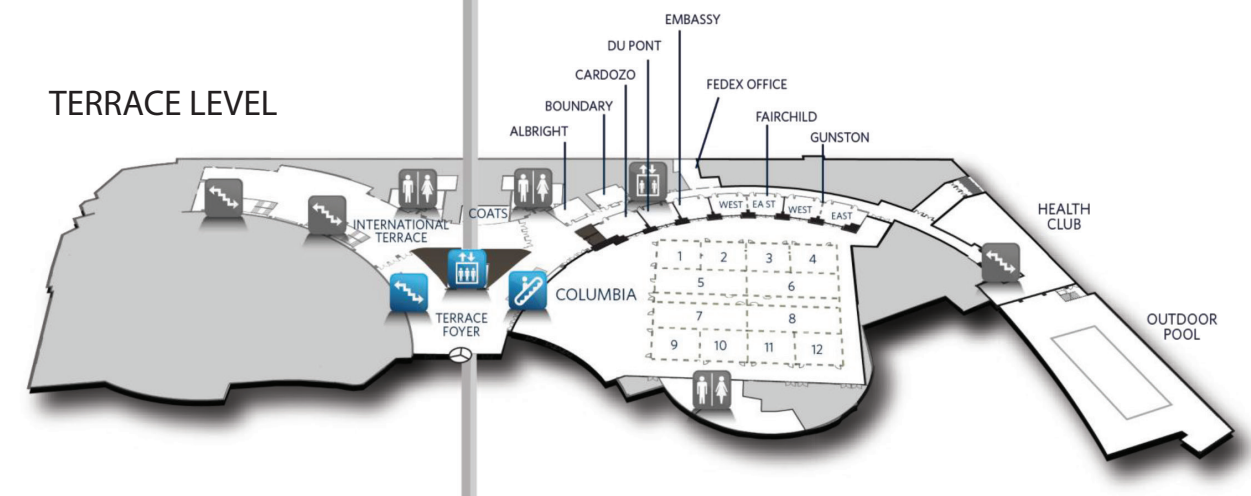 EMBASSY
DU PONT
CARDOZO
FEDEX OFFICE
TERRACE LEVEL
BOUNDARY
FAIRCHILD
ALBRIGHT
GUNSTON
COATS
WEST
EA ST
WEST
EAST
INTERNATIONAL
TERRACE
HEALTH
CLUB
1 2 3 4
5 6
COLUMBIA
TERRACE
FOYER
7 8
OUTDOOR
POOL
9 10 11 12